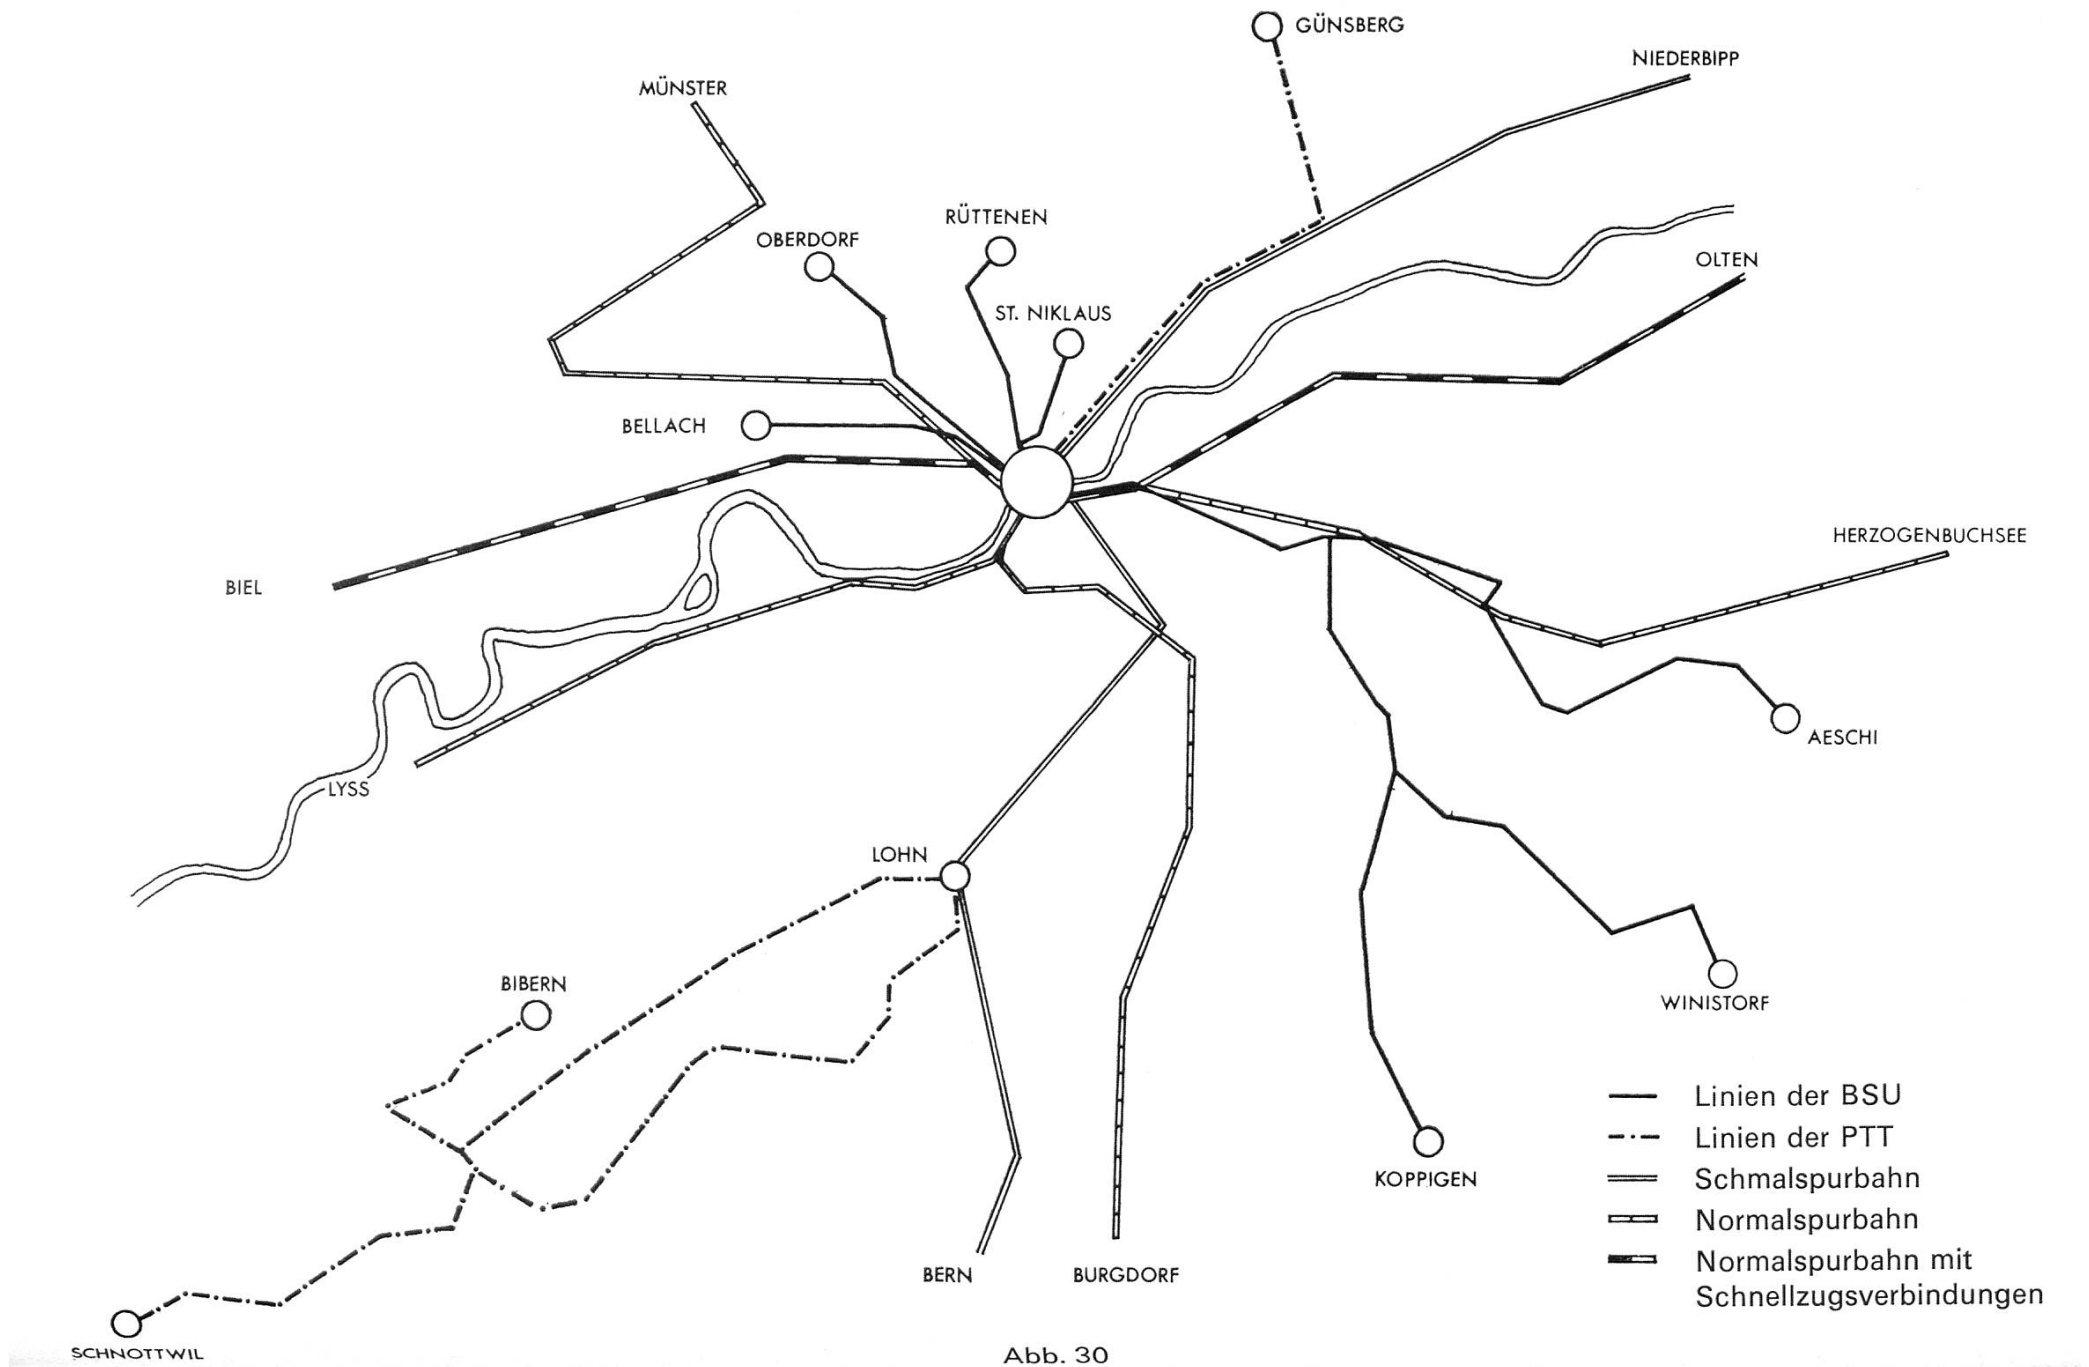 GÜNSBERG
NIEDERBIPP
MÜNSTER
RÜTTENEN
OBERDORF
OLTEN
ST. NIKLAUS
BELLACH
HERZOGENBUCHSEE
BIEL
AESCHI
LYSS
LOHN
BIBERN
WINISTORF
Linien der BSU
Linien der PTT
KOPPIGEN
Schmalspurbahn
Normalspurbahn
Normalspurbahn mit
Schnellzugsverbindungen
BERN
BURGDORF
SCHNOTTWIL
Abb. 30